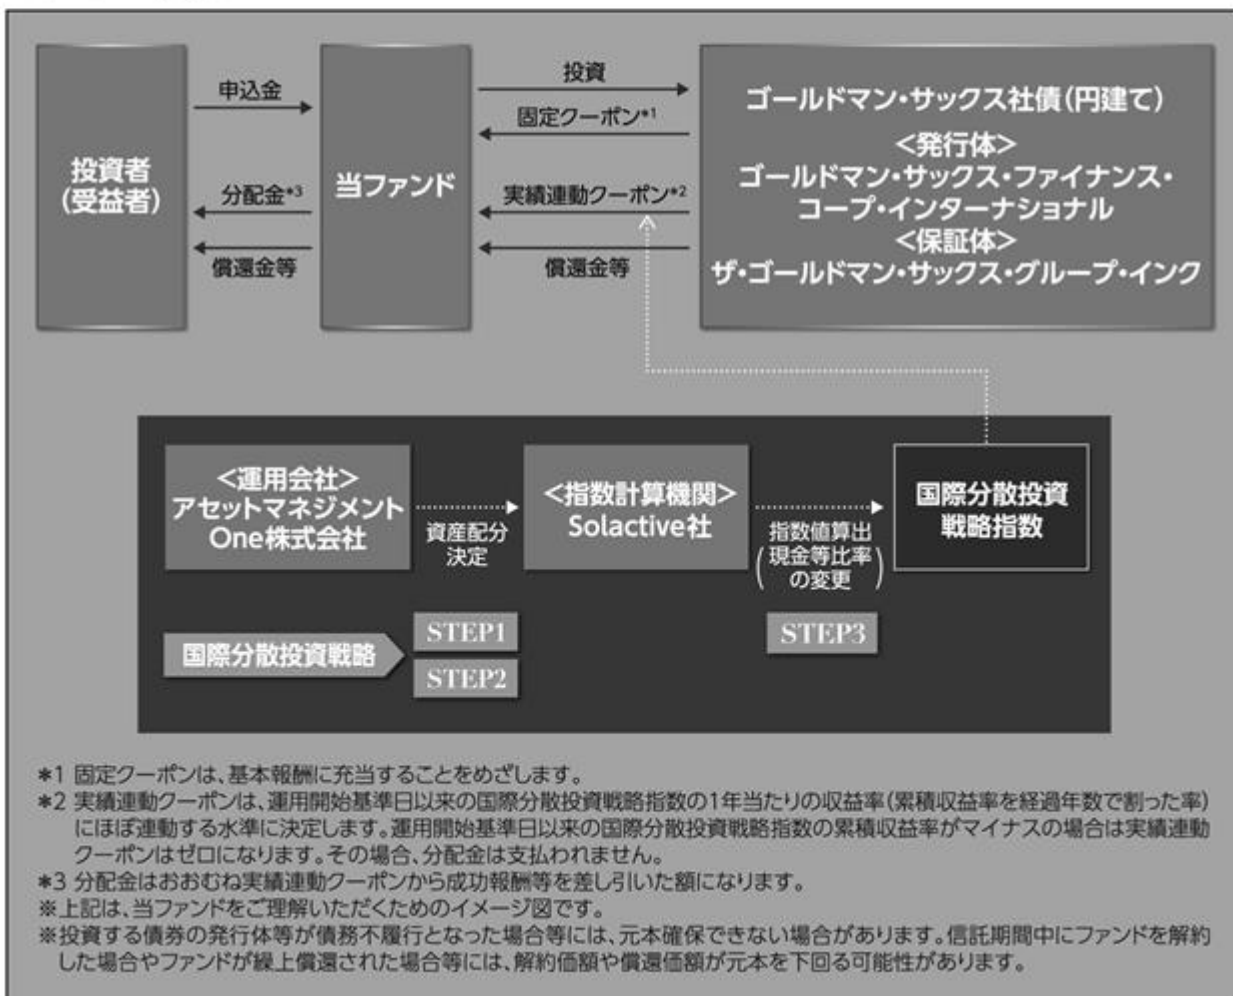 投資者
(受益者)
申込金
分配金*3
償還金等
当ファンド
投資
固定クーポン*1
実績連動クーポン*2
償還金等
ゴールドマン・サックス社債(円建て)
<発行体>
ゴールドマン・サックス・ファイナンス・
コープ・インターナショナル
<保証体>
ザ・ゴールドマン・サックス・グループ・インク
<運用会社>
アセットマネジメント
One株式会社
資産配分
決定
<指数計算機関>
Solactive社
指数値算出
(現金等比率
の変更)
国際分散投資
戦略指数
国際分散投資戦略
STEP1
STEP2
STEP3
*1 固定クーポンは、基本報酬に充当することをめざします。
*2 実績連動クーポンは、運用開始基準日以来の国際分散投資戦略指数の1年当たりの収益率(累積収益率を経過年数で割った率)
にほぼ連動する水準に決定します。運用開始基準日以来の国際分散投資戦略指数の累積収益率がマイナスの場合は実績連動
クーポンはゼロになります。その場合、分配金は支払われません。
*3 分配金はおおむね実績連動クーポンから成功報酬等を差し引いた額になります。
※上記は、当ファンドをご理解いただくためのイメージ図です。
※投資する債券の発行体等が債務不履行となった場合等には、元本確保できない場合があります。信託期間中にファンドを解約
した場合やファンドが繰上償還された場合等には、解約価額や償還価額が元本を下回る可能性があります。